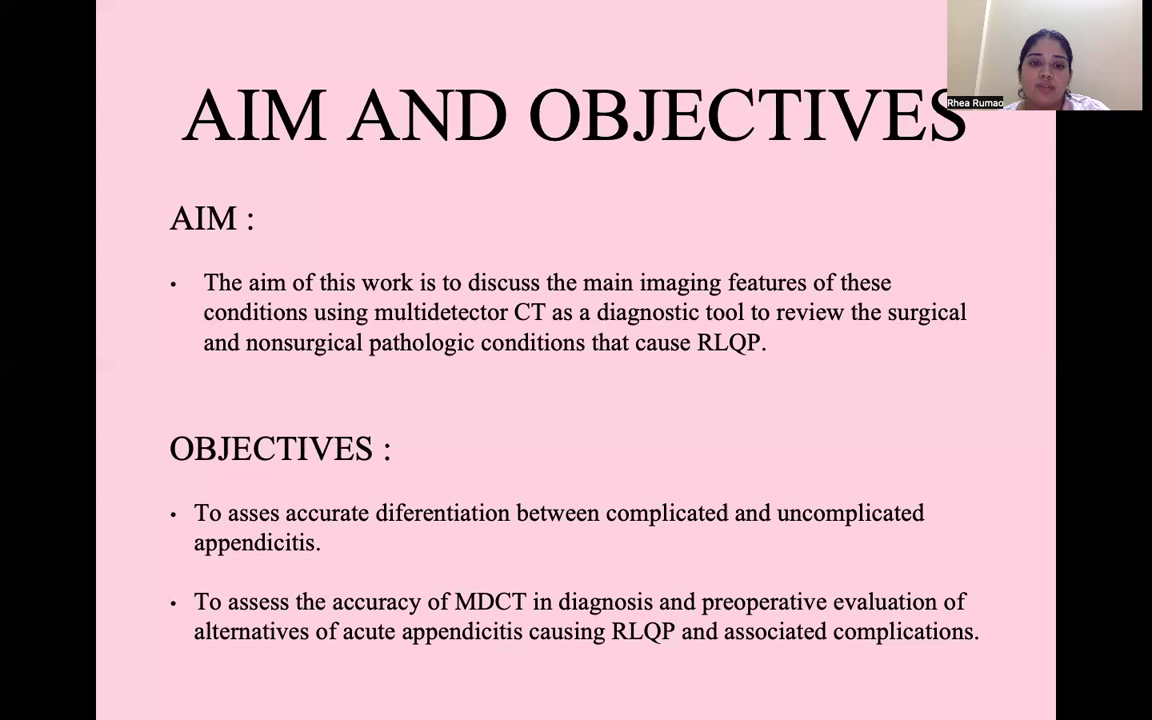 AIM AND OBJECTIVES
Rhea Rumao
AIM :
• The aim of this work is to discuss the main imaging features of these
conditions using multidetector CT as a diagnostic tool to review the surgical
and nonsurgical pathologic conditions that cause RLQP.
OBJECTIVES :
• To asses accurate diferentiation between complicated and uncomplicated
appendicitis.
• To assess the accuracy of MDCT in diagnosis and preoperative evaluation of
alternatives of acute appendicitis causing RLQP and associated complications.